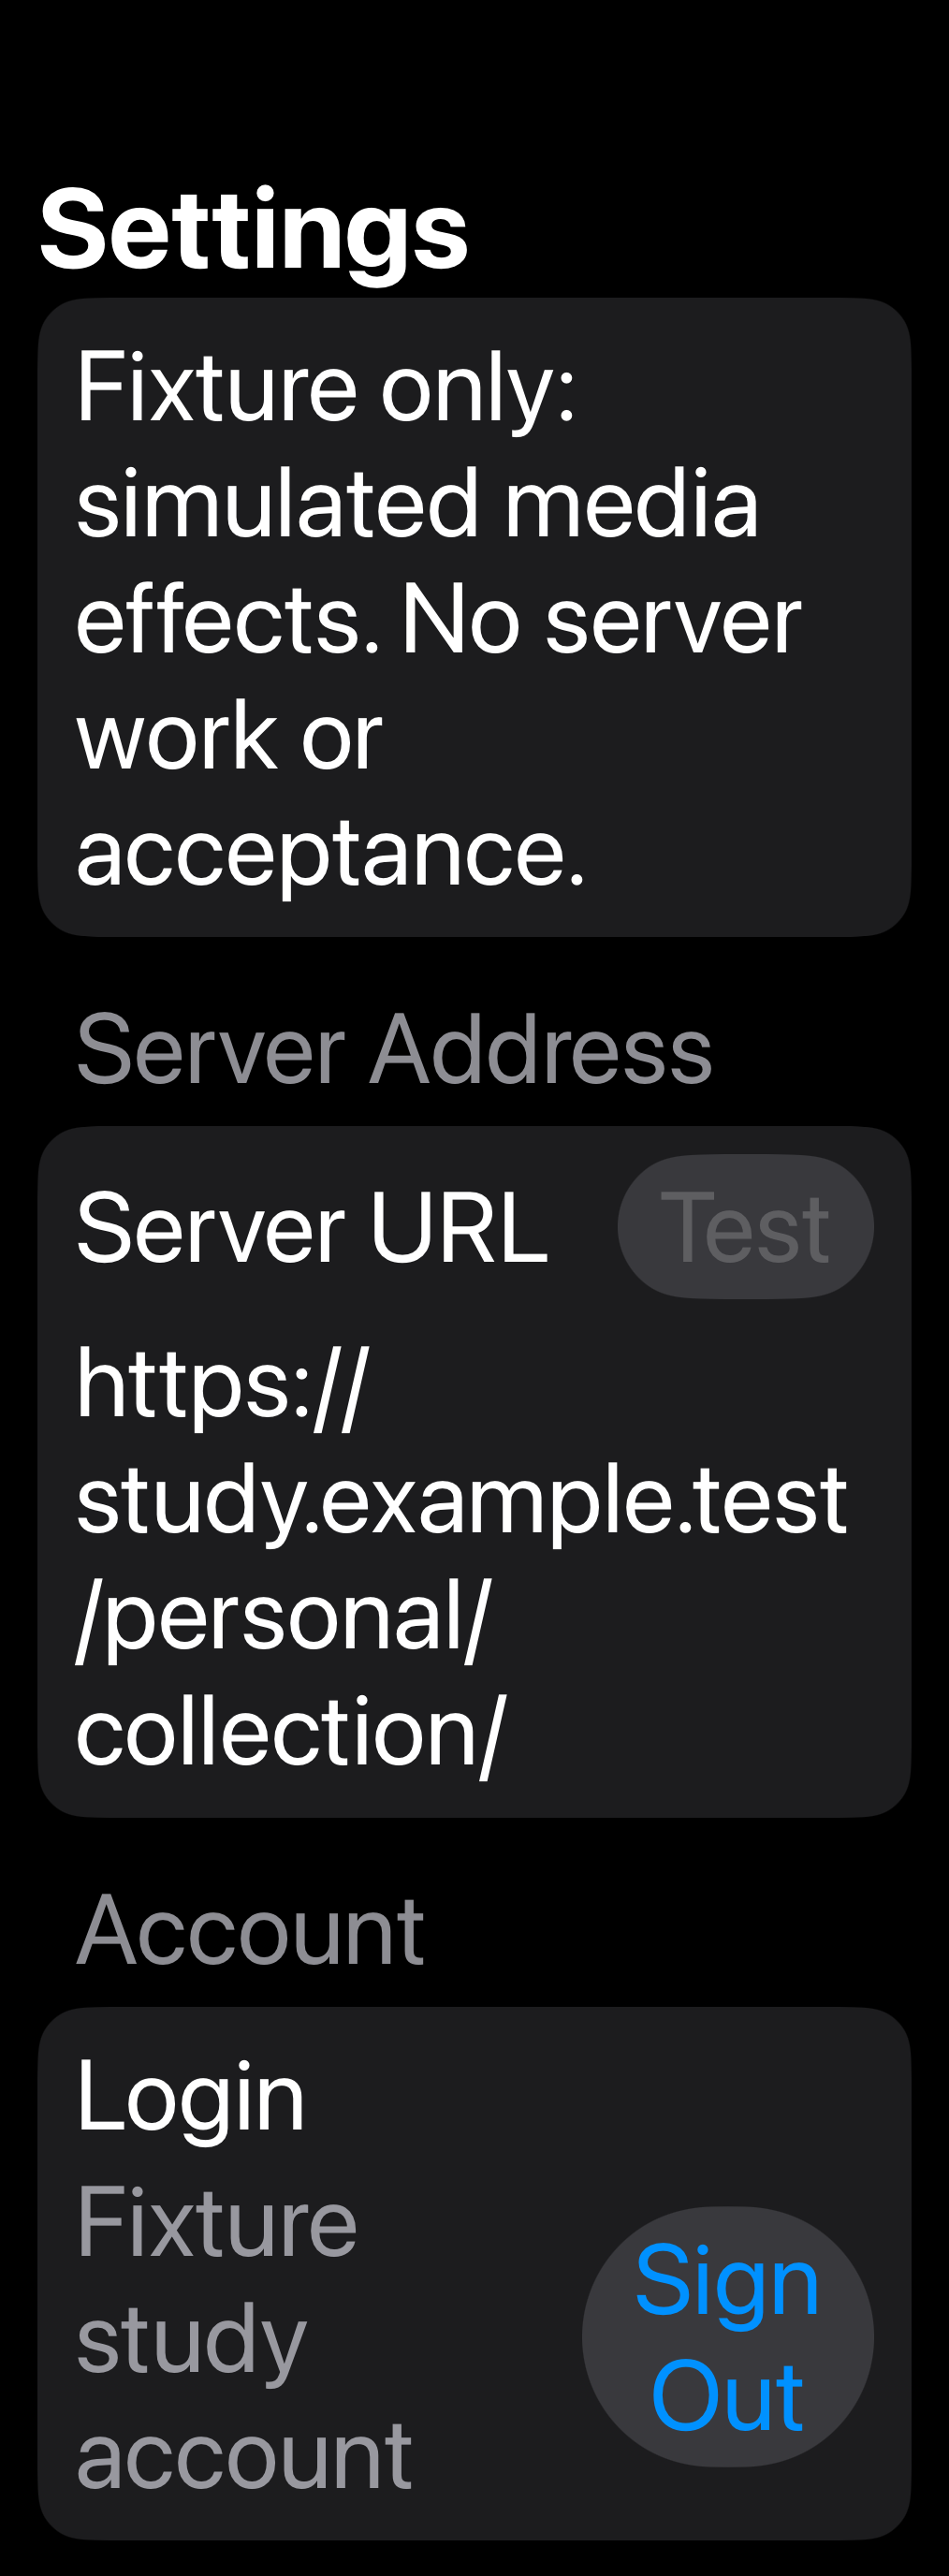 Settings
Fixture only:
simulated media
effects. No server
work or
acceptance.
Server Address
Server URL
Test
https://
study.example.test
/personal/
collection/
Account
Login
Fixture
study
account
Sign
Out